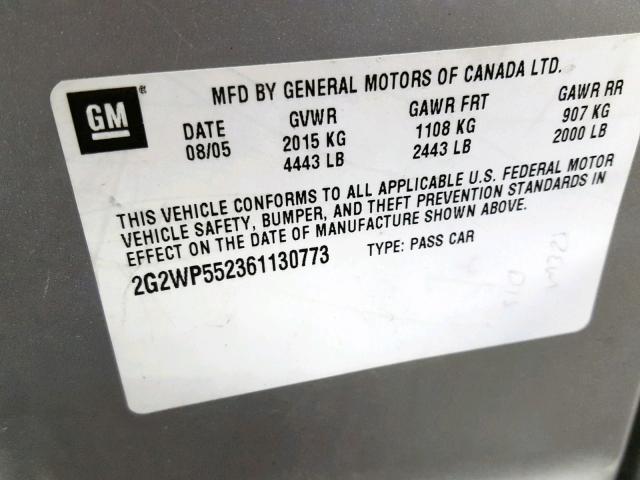 GM
MFD BY GENERAL MOTORS OF CANADA LTD.
DATE GVWR GAWR FRT GAWR RR
08/05 2015 KG 1108 KG 907 KG
4443 LB 2443 LB 2000 LB
THIS VEHICLE CONFORMS TO ALL APPLICABLE U.S. FEDERAL MOTOR
VEHICLE SAFETY, BUMPER, AND THEFT PREVENTION STANDARDS IN
EFFECT ON THE DATE OF MANUFACTURE SHOWN ABOVE.
2G2WP552361130773 TYPE: PASS CAR